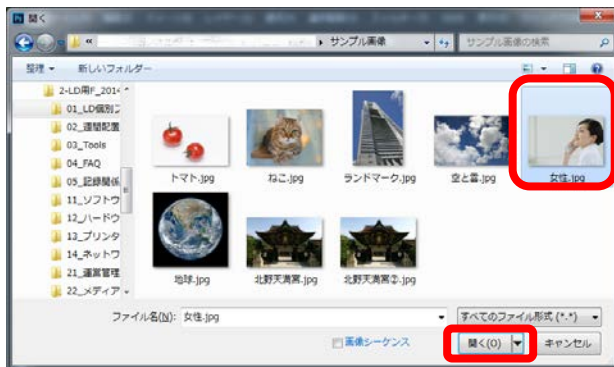 Ps 開く
« ▸ サンプル画像 サンプル画像の検索
整理 新しいフォルダー
2-LD用F_2014
01_LD個別フ
02_週間配置
03_Tools
04_FAQ
05_記録関係
11_ソフトウ
12_ハードウ
13_プリンタ
14_ネットワ
21_運営管理
22_メディア
トマト.jpg ねこ.jpg ランドマーク.jpg 空と雲.jpg 女性.jpg
地球.jpg 北野天満宮.jpg 北野天満宮②.jpg
ファイル名(N): 女性.jpg すべてのファイル形式 (*.*)
画像シーケンス 開く(O) キャンセル